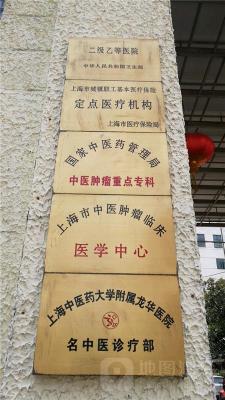 二级乙等医院
中华人民共和国卫生部
上海市城镇职工基本医疗保险
定点医疗机构
上海市医疗保险局
国家中医药管理局
中医肿瘤重点专科
上海市中医肿瘤临床
医学中心
上海中医药大学附属龙华医院
名中医诊疗部